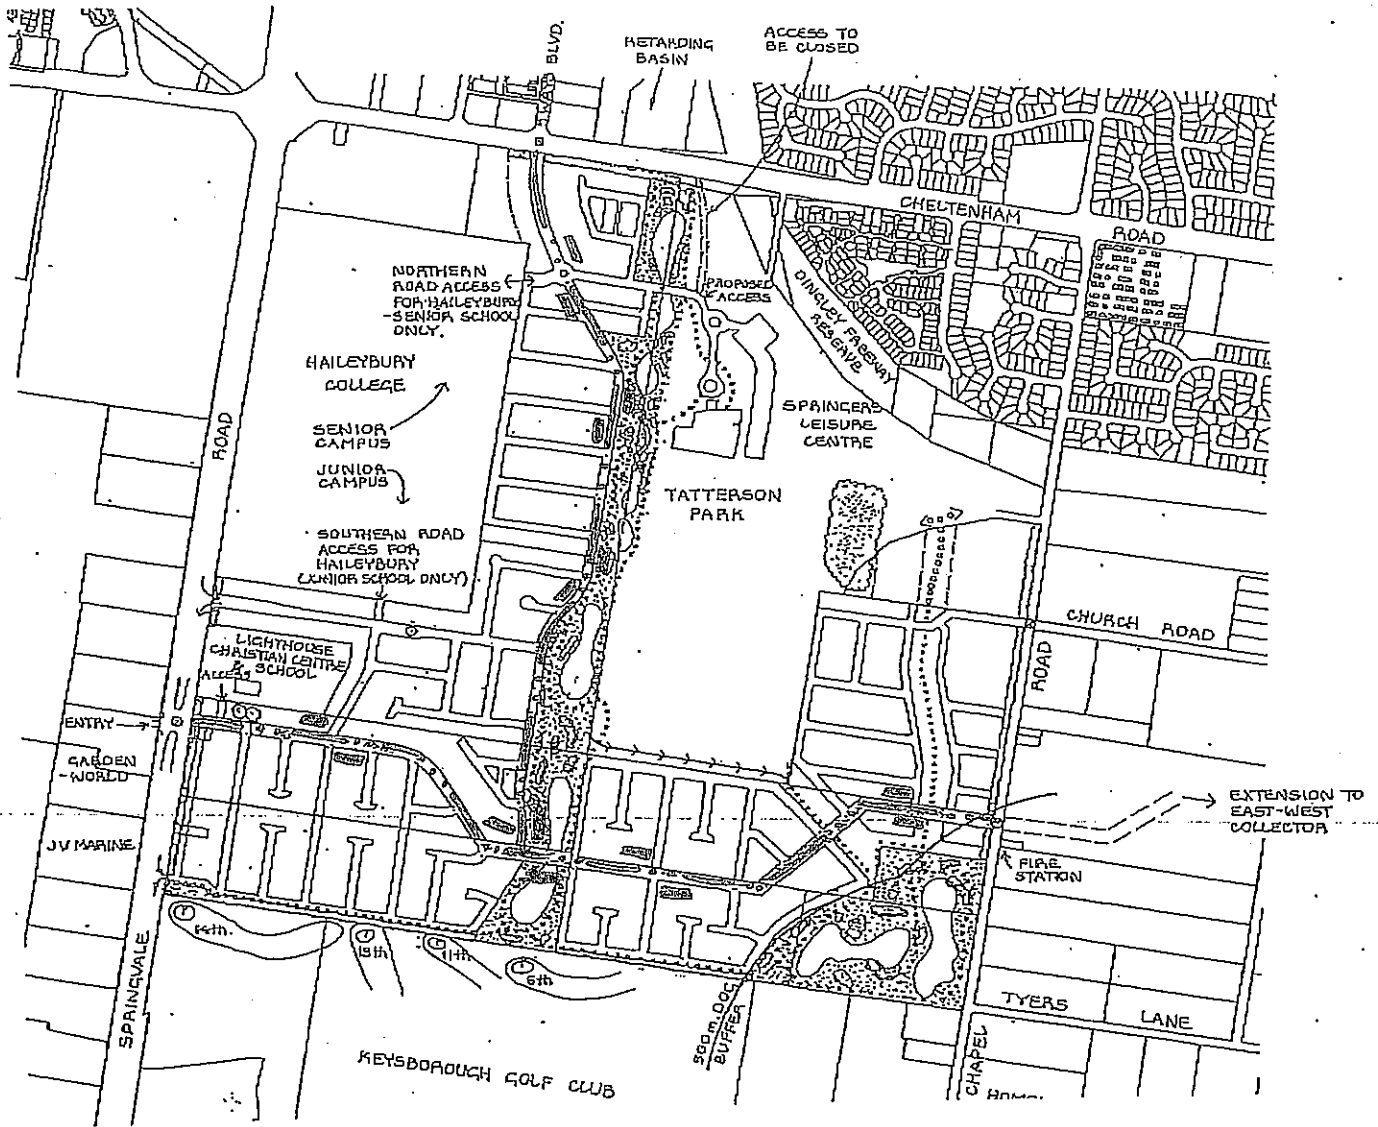 BLVD.
RETARDING
BASIN
ACCESS TO
BE CLOSED
CHELTENHAM
ROAD
NORTHERN
ROAD ACCESS
FOR HAILEYBURY
-SENIOR SCHOOL
ONLY.
PROPOSED
ACCESS
DINGLEY FREEWAY
RESERVE
HAILEYBURY
COLLEGE
SENIOR
CAMPUS
JUNIOR
CAMPUS
SPRINGERS
LEISURE
CENTRE
ROAD
TATTERSON
PARK
SOUTHERN ROAD
ACCESS FOR
HAILEYBURY
(JUNIOR SCHOOL ONLY)
CHURCH ROAD
LIGHTHOUSE
CHRISTIAN CENTRE
& SCHOOL
ACCESS
ROAD
ENTRY
GARDEN
-WORLD
EXTENSION TO
EAST-WEST
COLLECTOR
JV MARINE
FIRE
STATION
14th.
13th
11th
6th
SPRINGVALE
500m. DOG
BUFFER
TYERS
LANE
KEYSBOROUGH GOLF CLUB
CHAPEL